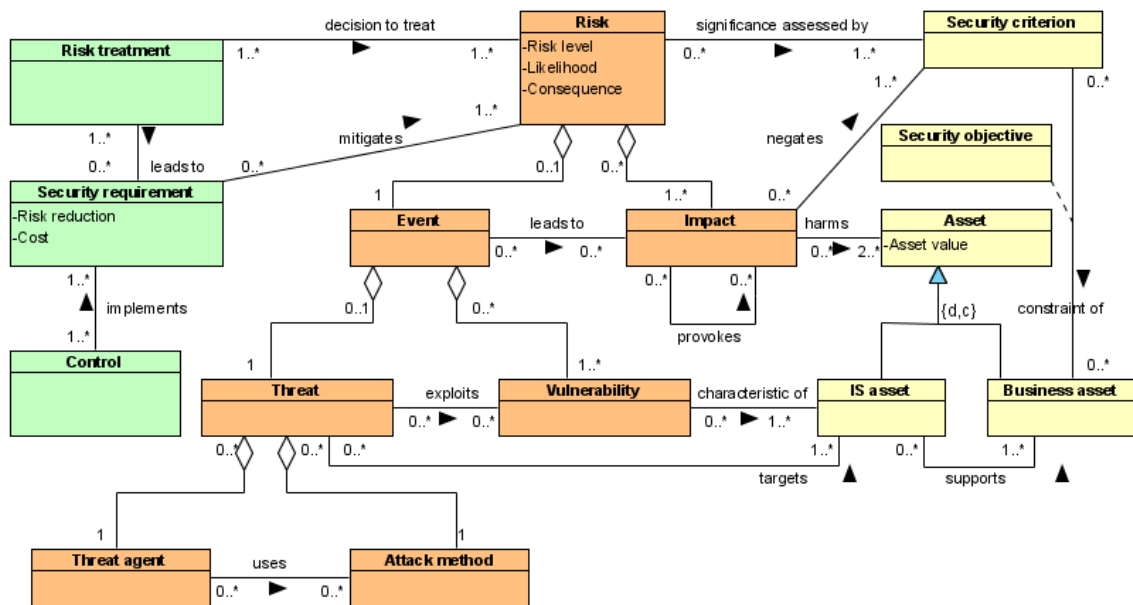 Risk treatment
1..*
decision to treat
1..*
Risk
-Risk level
-Likelihood
-Consequence
0..*
significance assessed by
1..*
Security criterion
1..*
0..*
leads to
0..*
mitigates
1..*
negates
1..*
0..*
0..*
Security objective
Security requirement
-Risk reduction
-Cost
0..1
1
0..*
1..*
Event
0..*
leads to
0..*
Impact
0..*
harms
2..*
Asset
-Asset value
0..*
0..*
provokes
1..*
implements
1..*
Control
0..1
1
0..*
1..*
{d,c}
constraint of
0..*
Threat
0..*
exploits
0..*
Vulnerability
0..*
characteristic of
1..*
IS asset
Business asset
0..*
0..*
0..*
targets
1..*
0..*
supports
1..*
1
1
Threat agent
0..*
uses
0..*
Attack method